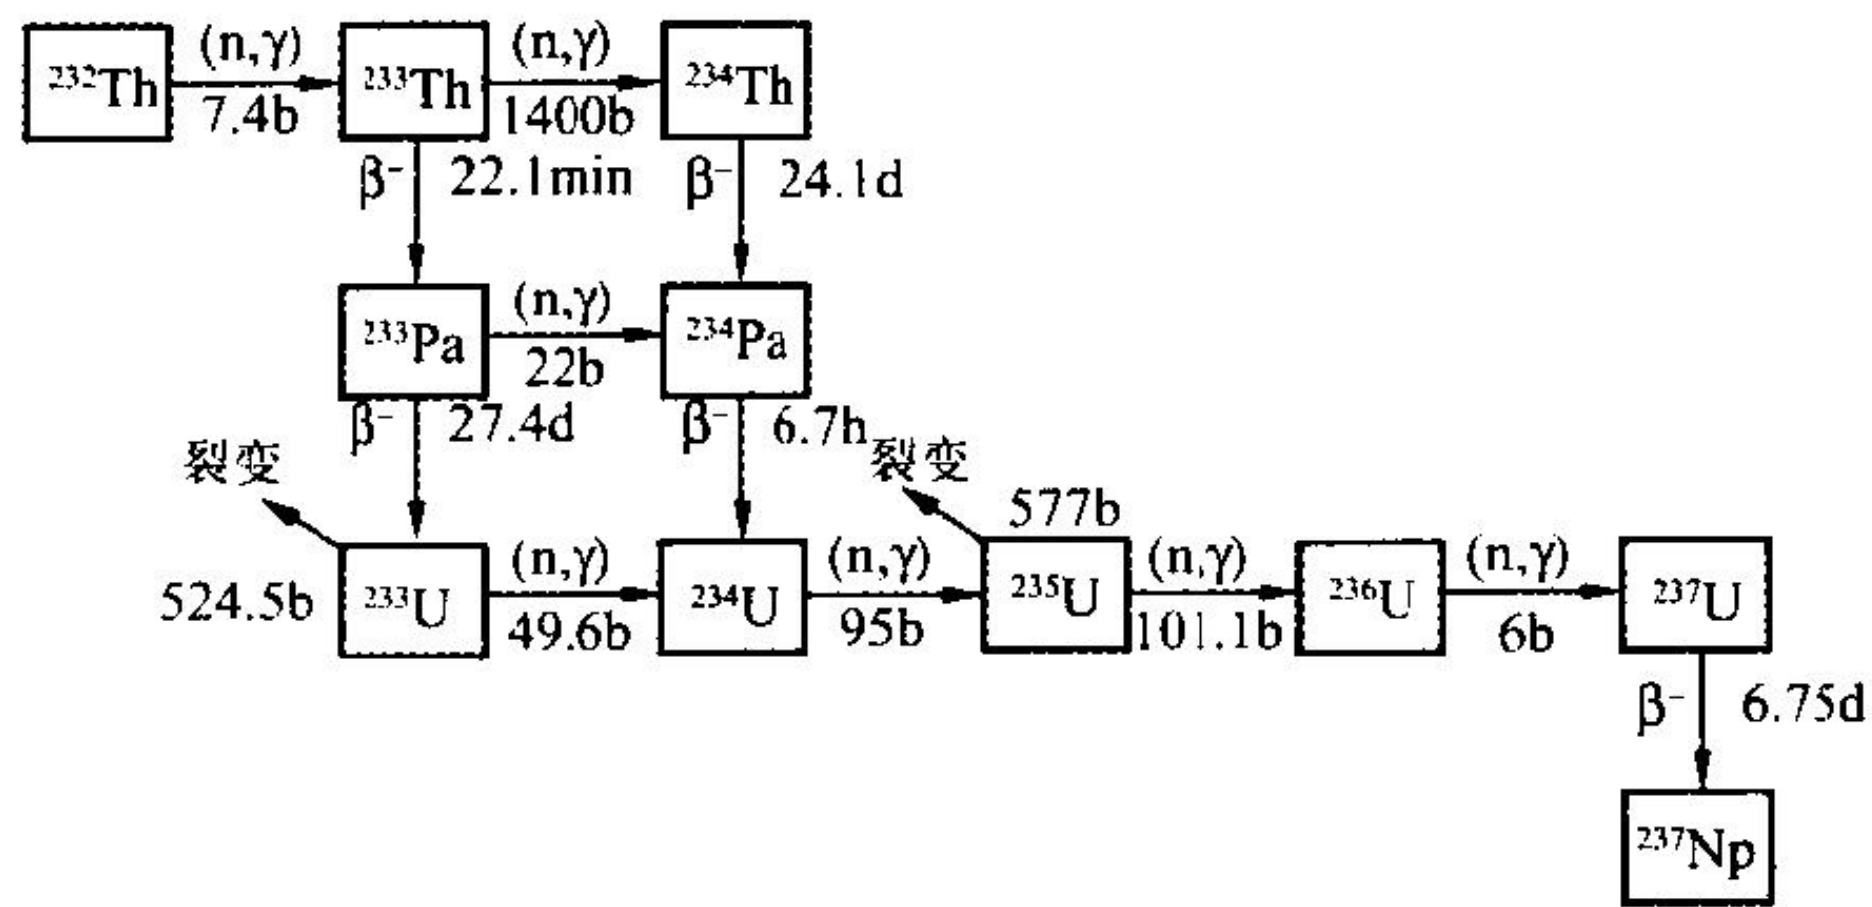 (n,γ) (n,γ)
²³²Th ²³³Th ²³⁴Th
7.4b 1400b
β⁻ 22.1min β⁻ 24.1d
(n,γ)
²³³Pa ²³⁴Pa
22b
β⁻ 27.4d β⁻ 6.7h
裂变 裂变
577b
(n,γ) (n,γ) (n,γ) (n,γ)
524.5b ²³³U ²³⁴U ²³⁵U ²³⁶U ²³⁷U
49.6b 95b 101.1b 6b
β⁻ 6.75d
²³⁷Np